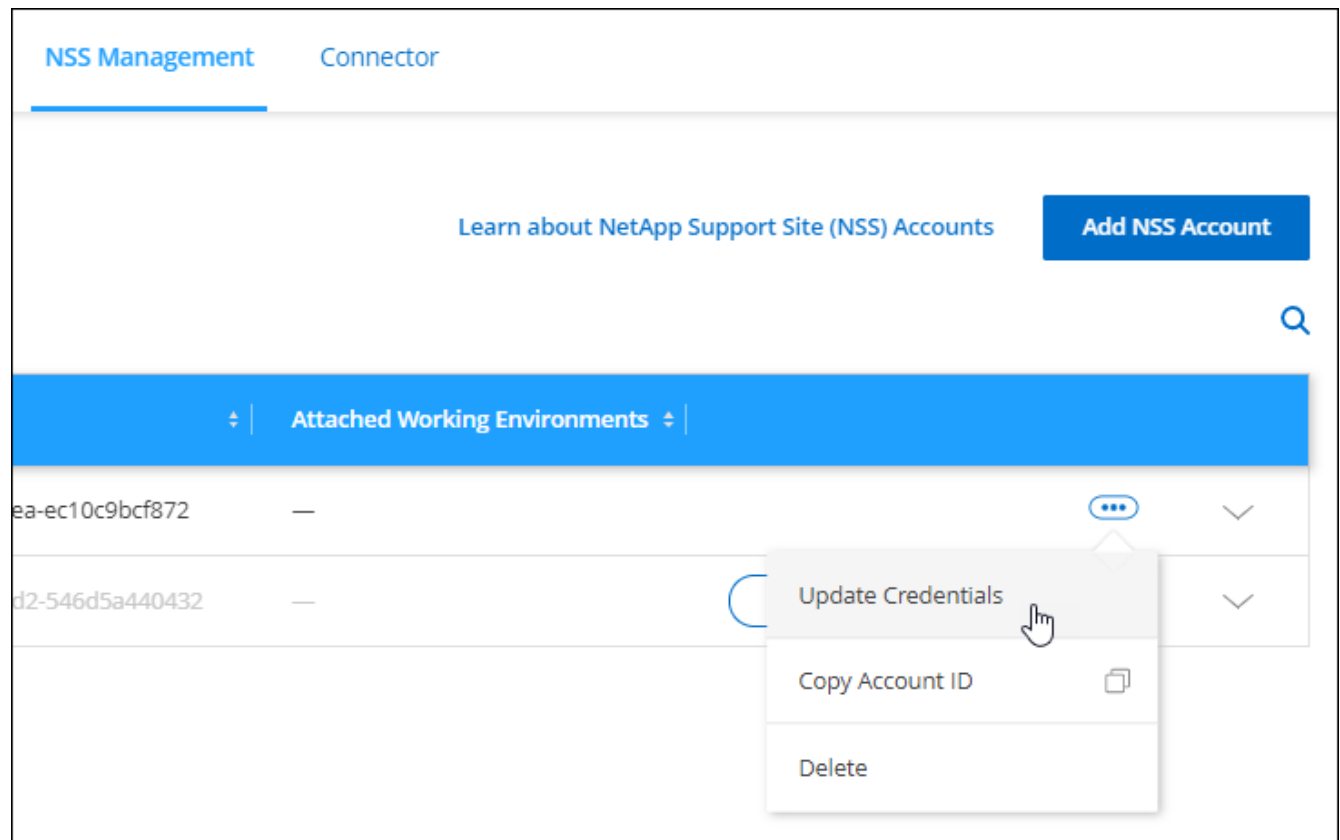 NSS Management Connector
Learn about NetApp Support Site (NSS) Accounts Add NSS Account
Attached Working Environments
ea-ec10c9bcf872 —
d2-546d5a440432 —
Update Credentials
Copy Account ID
Delete